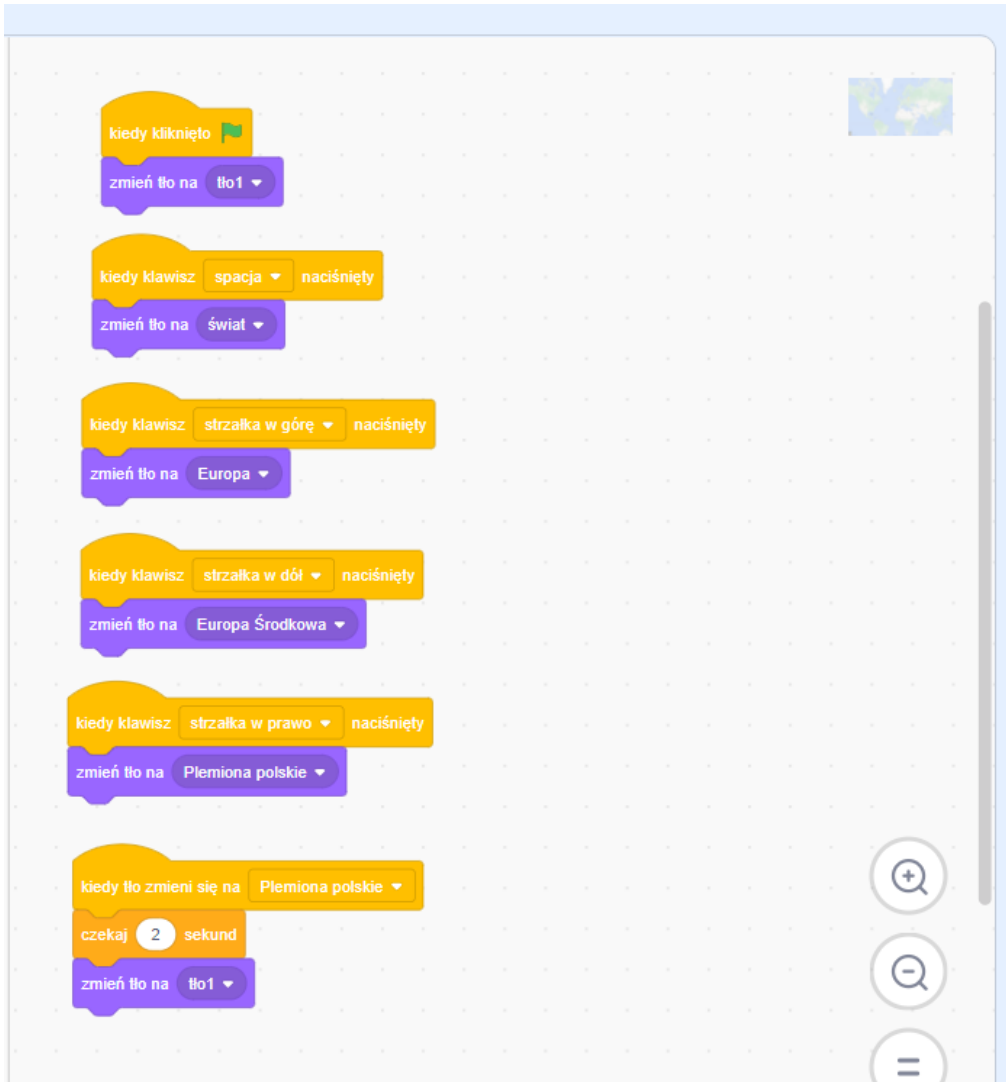 kiedy kliknięto
zmień tło na tło1
kiedy klawisz spacja naciśnięty
zmień tło na świat
kiedy klawisz strzałka w górę naciśnięty
zmień tło na Europa
kiedy klawisz strzałka w dół naciśnięty
zmień tło na Europa Środkowa
kiedy klawisz strzałka w prawo naciśnięty
zmień tło na Plemiona polskie
kiedy tło zmieni się na Plemiona polskie
czekaj 2 sekund
zmień tło na tło1